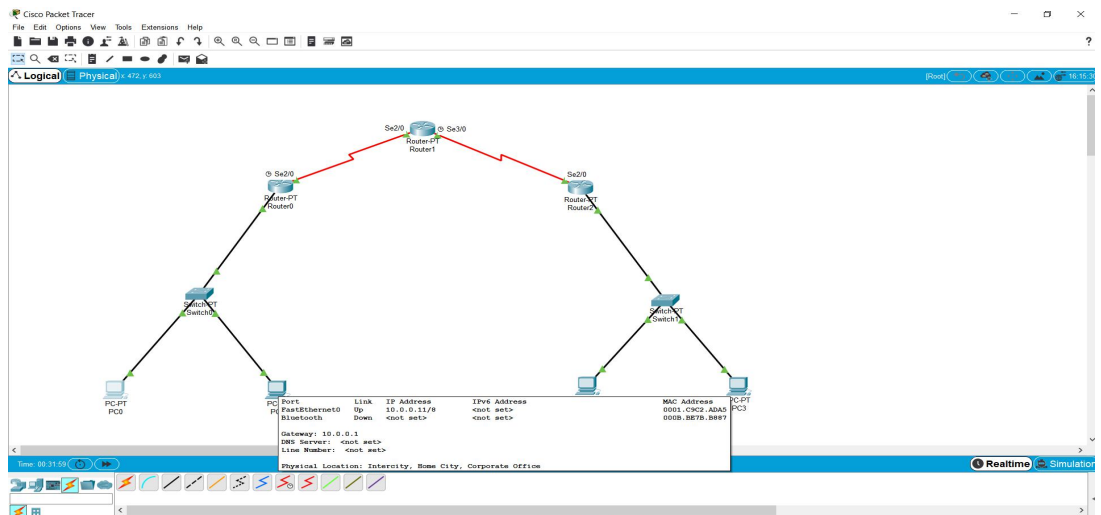 Cisco Packet Tracer
File Edit Options View Tools Extensions Help
?
Logical Physical x: 472, y: 603 [Root] 16:15:30
Se2/0 Se3/0
Router-PT
Router1
Se2/0
Router-PT
Router0
Se2/0
Router-PT
Router2
Switch-PT
Switch0
Switch-PT
Switch1
PC-PT
PC0
PC-PT
PC3
Port Link IP Address IPv6 Address MAC Address
FastEthernet0 Up 10.0.0.11/8 <not set> 0001.C9C2.ADA5
Bluetooth Down <not set> <not set> 000B.BE7B.B887
Gateway: 10.0.0.1
DNS Server: <not set>
Line Number: <not set>
Physical Location: Intercity, Home City, Corporate Office
Time: 00:31:59 Realtime Simulation